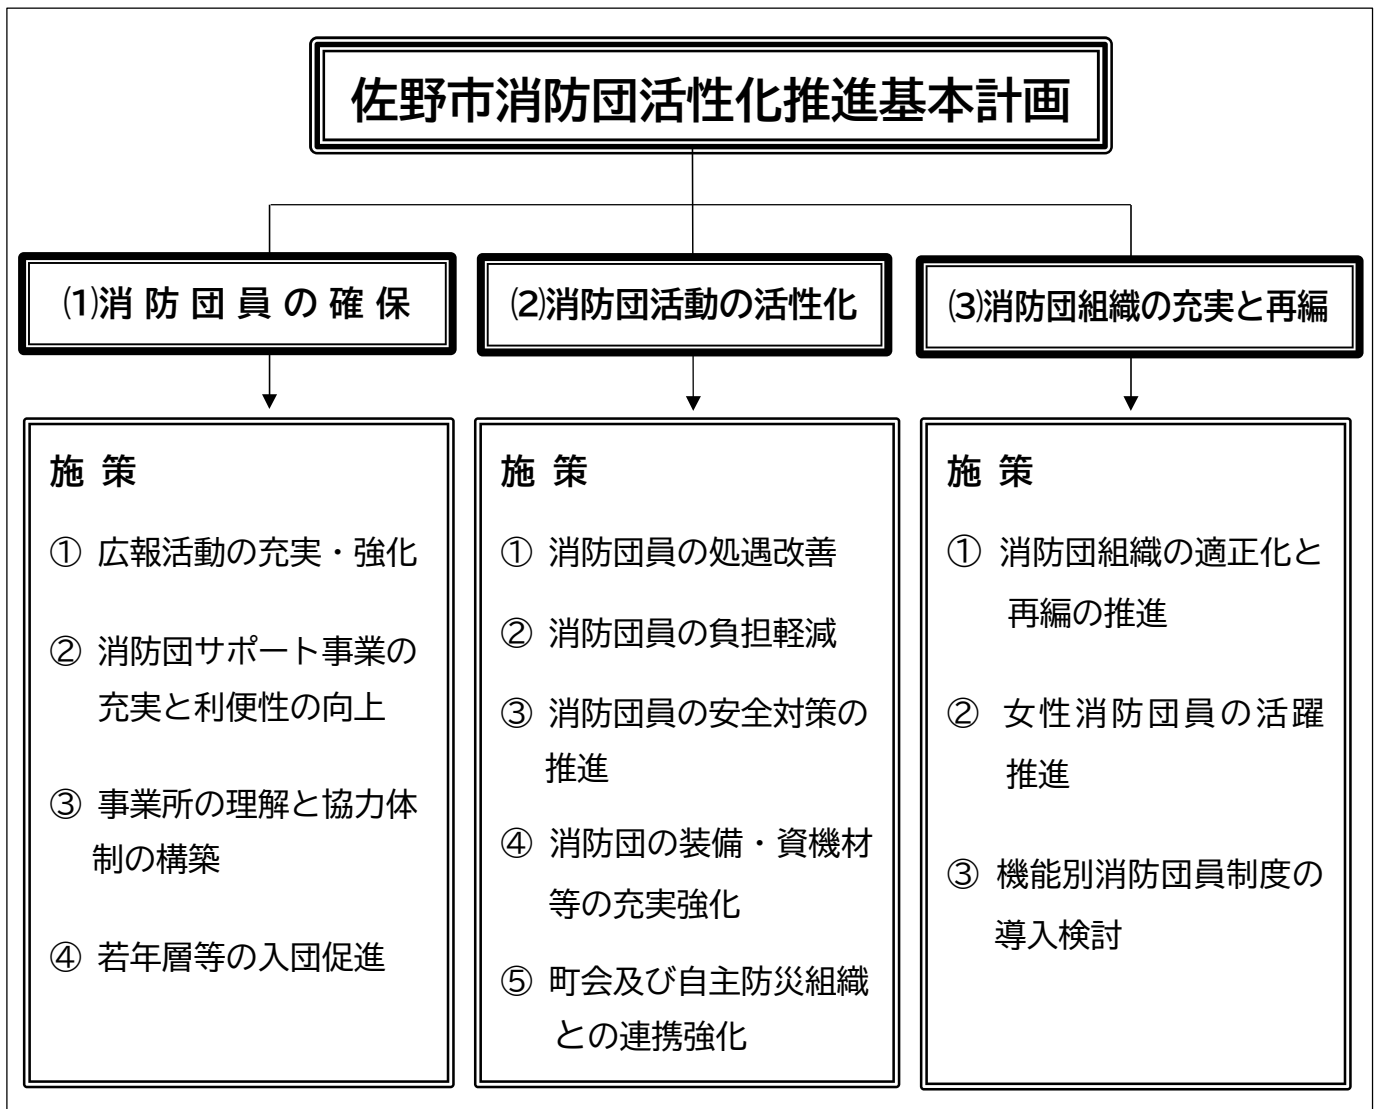 佐野市消防団活性化推進基本計画
⑴消防団員の確保
⑵消防団活動の活性化
⑶消防団組織の充実と再編
施策
① 広報活動の充実・強化
② 消防団サポート事業の
充実と利便性の向上
③ 事業所の理解と協力体
制の構築
④ 若年層等の入団促進
施策
① 消防団員の処遇改善
② 消防団員の負担軽減
③ 消防団員の安全対策の
推進
④ 消防団の装備・資機材
等の充実強化
⑤ 町会及び自主防災組織
との連携強化
施策
① 消防団組織の適正化と
再編の推進
② 女性消防団員の活躍
推進
③ 機能別消防団員制度の
導入検討